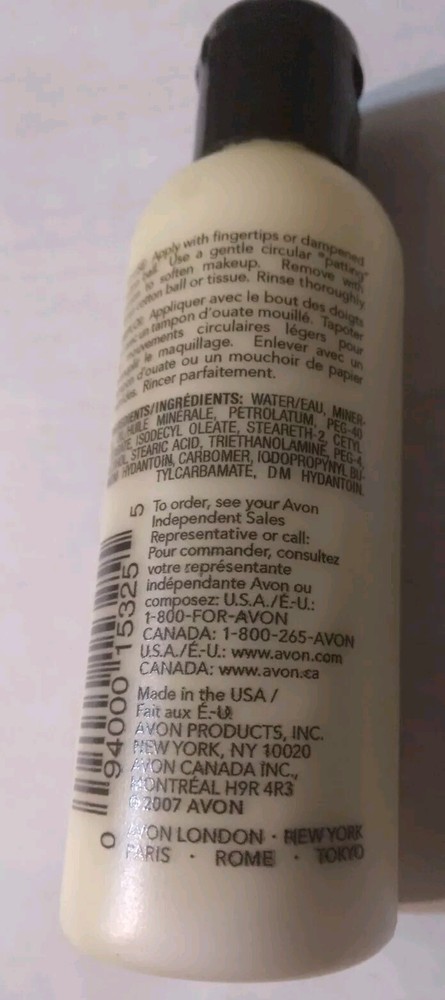 Apply with fingertips or dampened
ball. Use a gentle circular "patting"
to soften makeup. Remove with
cotton ball or tissue. Rinse thoroughly
Appliquer avec le bout des doigts
tampon d'ouate mouillé. Tapoter
mouvements circulaires légers pour
le maquillage. Enlever avec un
d'ouate ou un mouchoir de papier
Rincer parfaitement.
INGRÉDIENTS: WATER/EAU, MINER-
HUILE MINÉRALE, PETROLATUM, PEG-40
ISODECYL OLEATE, STEARETH-2, CETYL
STEARIC ACID, TRIETHANOLAMINE, PEG-4,
HYDANTOIN, CARBOMER, IODOPROPYNYL BU-
TYLCARBAMATE, DM HYDANTOIN
To order, see your Avon
Independent Sales
Representative or call:
Pour commander, consultez
votre représentante
indépendante Avon ou
composez: U.S.A./É.-U.:
1-800-FOR-AVON
CANADA: 1-800-265-AVON
U.S.A./É.-U.: www.avon.com
CANADA: www.avon.ca
0 94000 15325 5
Made in the USA /
Fait aux É.-U.
AVON PRODUCTS, INC.
NEW YORK, NY 10020
AVON CANADA INC.,
MONTRÉAL H9R 4R3
© 2007 AVON
AVON LONDON · NEW YORK
PARIS · ROME · TOKYO